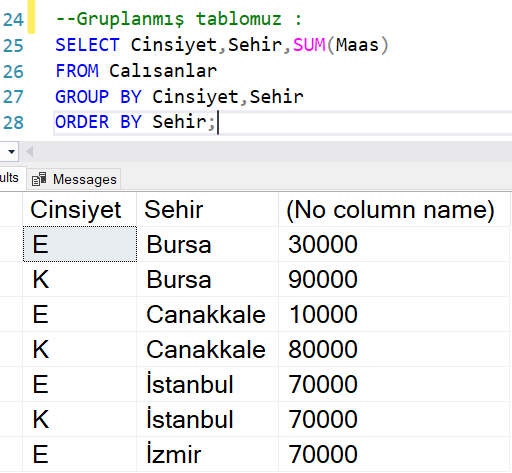 24 --Gruplanmış tablomuz :
25 SELECT Cinsiyet,Sehir,SUM(Maas)
26 FROM Calısanlar
27 GROUP BY Cinsiyet,Sehir
28 ORDER BY Sehir;
ults Messages
Cinsiyet Sehir (No column name)
E Bursa 30000
K Bursa 90000
E Canakkale 10000
K Canakkale 80000
E İstanbul 70000
K İstanbul 70000
E İzmir 70000